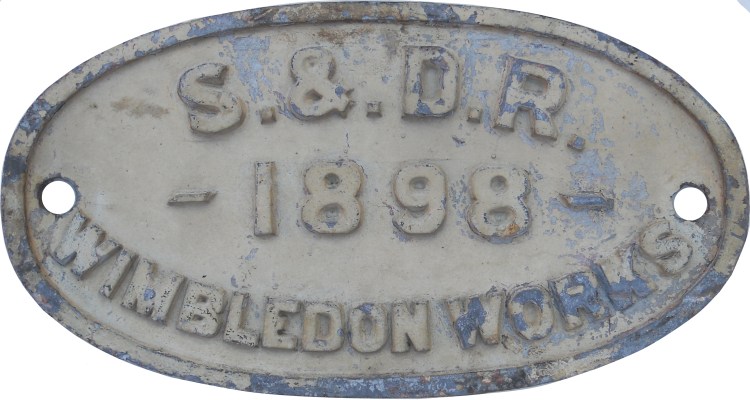 S.&.D.R.
- 1898 -
WIMBLEDON WORKS